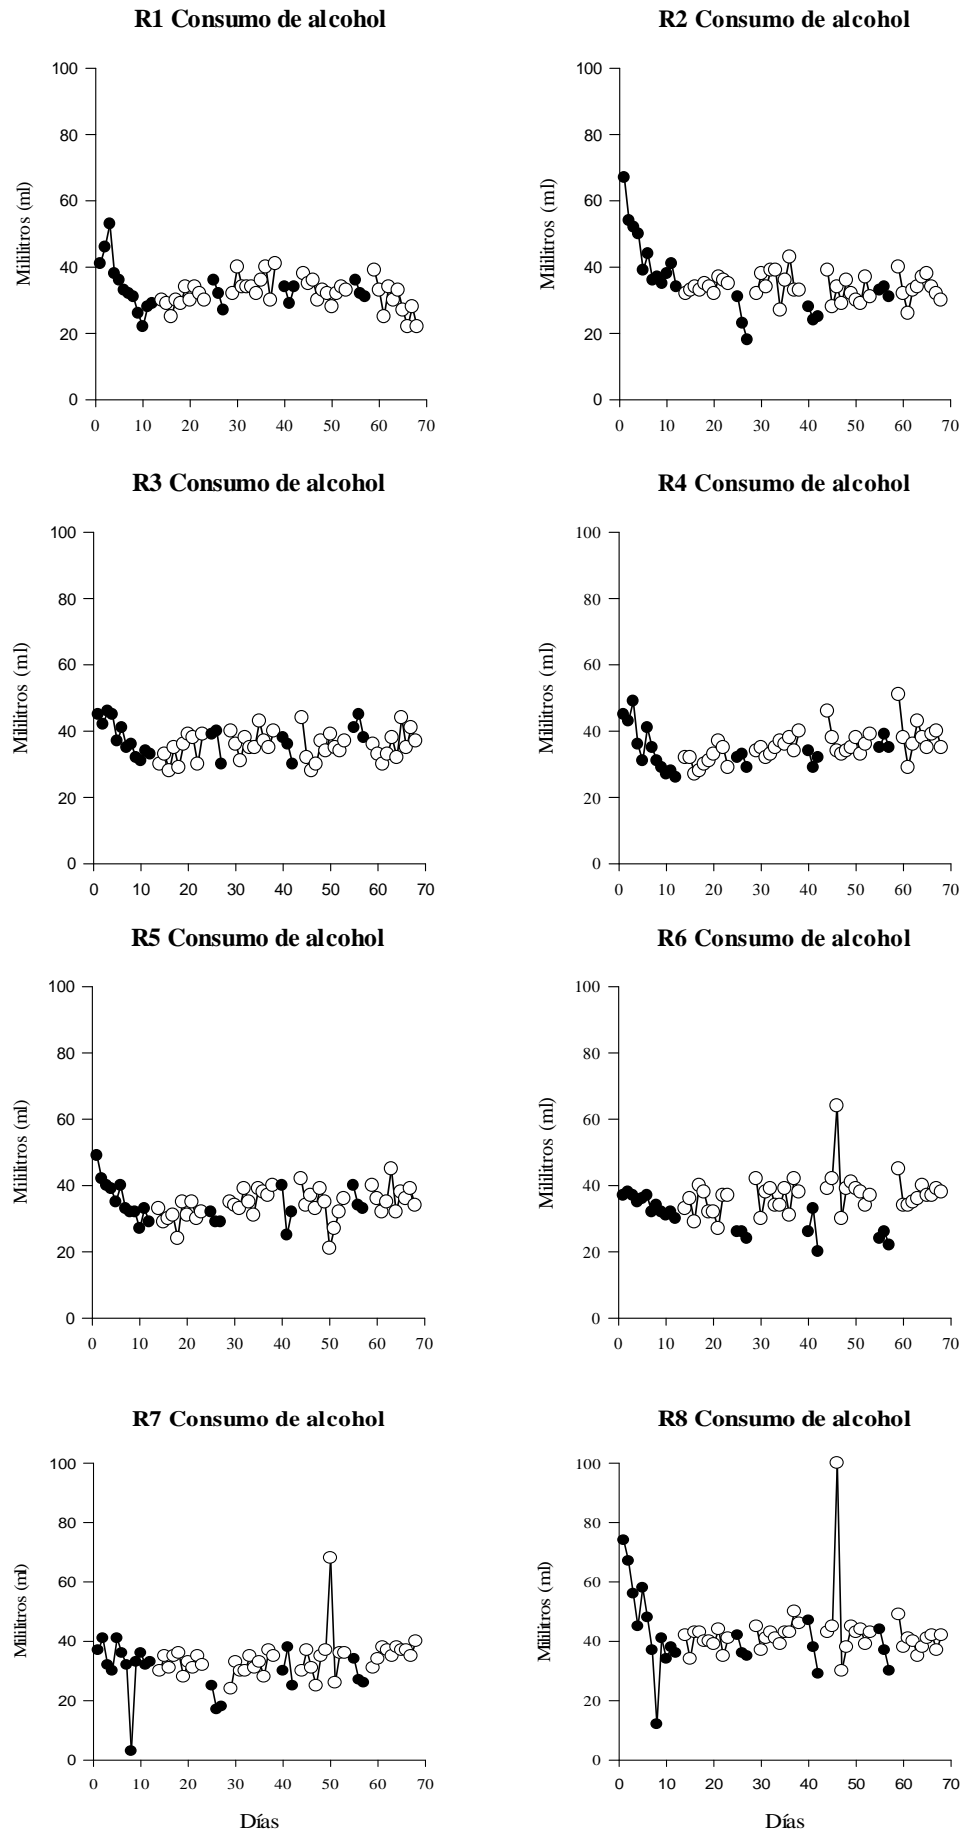 R1 Consumo de alcohol
R2 Consumo de alcohol
100
80
60
40
20
0
Mililitros (ml)
0 10 20 30 40 50 60 70
100
80
60
40
20
0
Mililitros (ml)
0 10 20 30 40 50 60 70
R3 Consumo de alcohol
R4 Consumo de alcohol
100
80
60
40
20
0
Mililitros (ml)
0 10 20 30 40 50 60 70
100
80
60
40
20
0
Mililitros (ml)
0 10 20 30 40 50 60 70
R5 Consumo de alcohol
R6 Consumo de alcohol
100
80
60
40
20
0
Mililitros (ml)
0 10 20 30 40 50 60 70
100
80
60
40
20
0
Mililitros (ml)
0 10 20 30 40 50 60 70
R7 Consumo de alcohol
R8 Consumo de alcohol
100
80
60
40
20
0
Mililitros (ml)
0 10 20 30 40 50 60 70
Días
100
80
60
40
20
0
Mililitros (ml)
0 10 20 30 40 50 60 70
Días